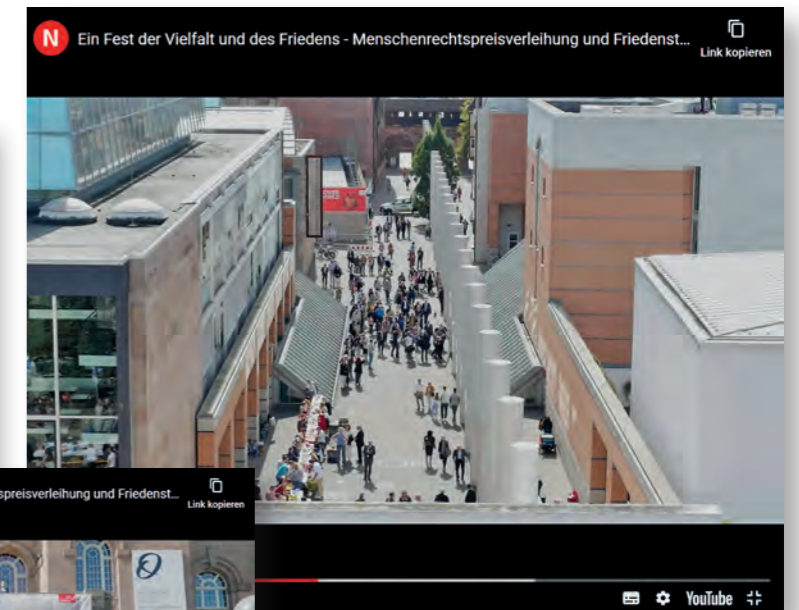 N Ein Fest der Vielfalt und des Friedens - Menschenrechtspreisverleihung und Friedenst...
Link kopieren
spreisverleihung und Friedenst...
Link kopieren
YouTube